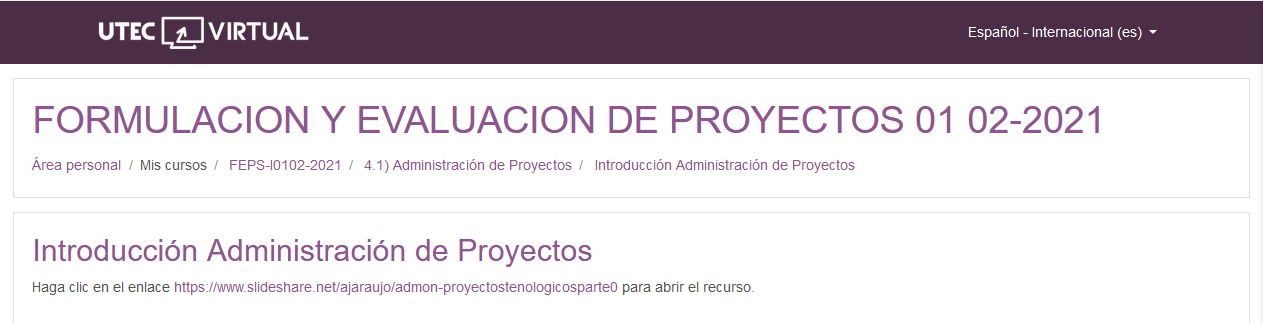 UTEC VIRTUAL
Español - Internacional (es)
FORMULACION Y EVALUACION DE PROYECTOS 01 02-2021
Área personal / Mis cursos / FEPS-I0102-2021 / 4.1) Administración de Proyectos / Introducción Administración de Proyectos
Introducción Administración de Proyectos
Haga clic en el enlace https://www.slideshare.net/ajaraujo/admon-proyectostenologicosparte0 para abrir el recurso.